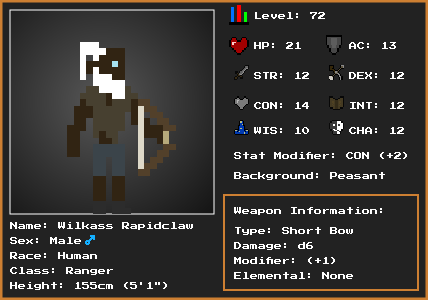 Level: 72
HP: 21
AC: 13
STR: 12
DEX: 12
CON: 14
INT: 12
WIS: 10
CHA: 12
Stat Modifier: CON (+2)
Background: Peasant
Weapon Information:
Type: Short Bow
Damage: d6
Modifier: (+1)
Elemental: None
Name: Wilkass Rapidclaw
Sex: Male♂
Race: Human
Class: Ranger
Height: 155cm (5'1")